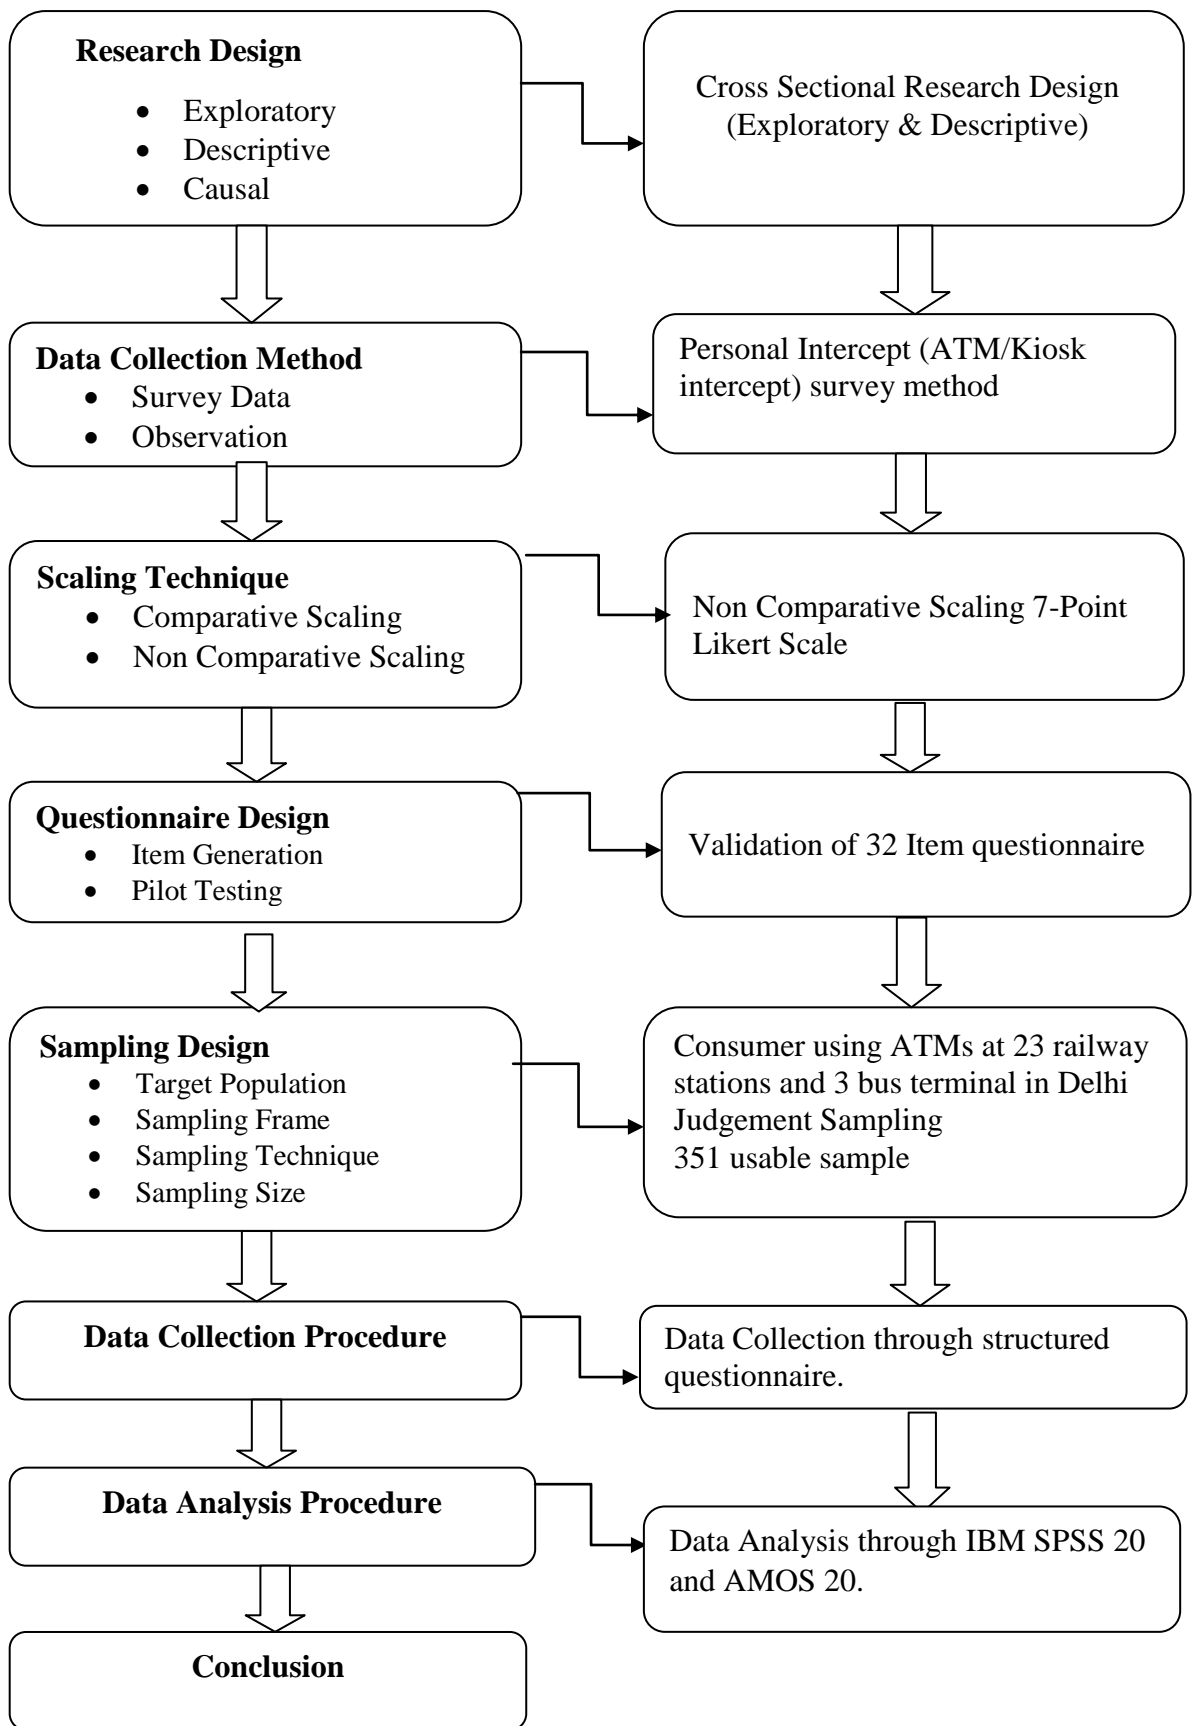 Research Design
• Exploratory
• Descriptive
• Causal
Cross Sectional Research Design
(Exploratory & Descriptive)
Data Collection Method
• Survey Data
• Observation
Personal Intercept (ATM/Kiosk
intercept) survey method
Scaling Technique
• Comparative Scaling
• Non Comparative Scaling
Non Comparative Scaling 7-Point
Likert Scale
Questionnaire Design
• Item Generation
• Pilot Testing
Validation of 32 Item questionnaire
Sampling Design
• Target Population
• Sampling Frame
• Sampling Technique
• Sampling Size
Consumer using ATMs at 23 railway
stations and 3 bus terminal in Delhi
Judgement Sampling
351 usable sample
Data Collection Procedure
Data Collection through structured
questionnaire.
Data Analysis Procedure
Data Analysis through IBM SPSS 20
and AMOS 20.
Conclusion